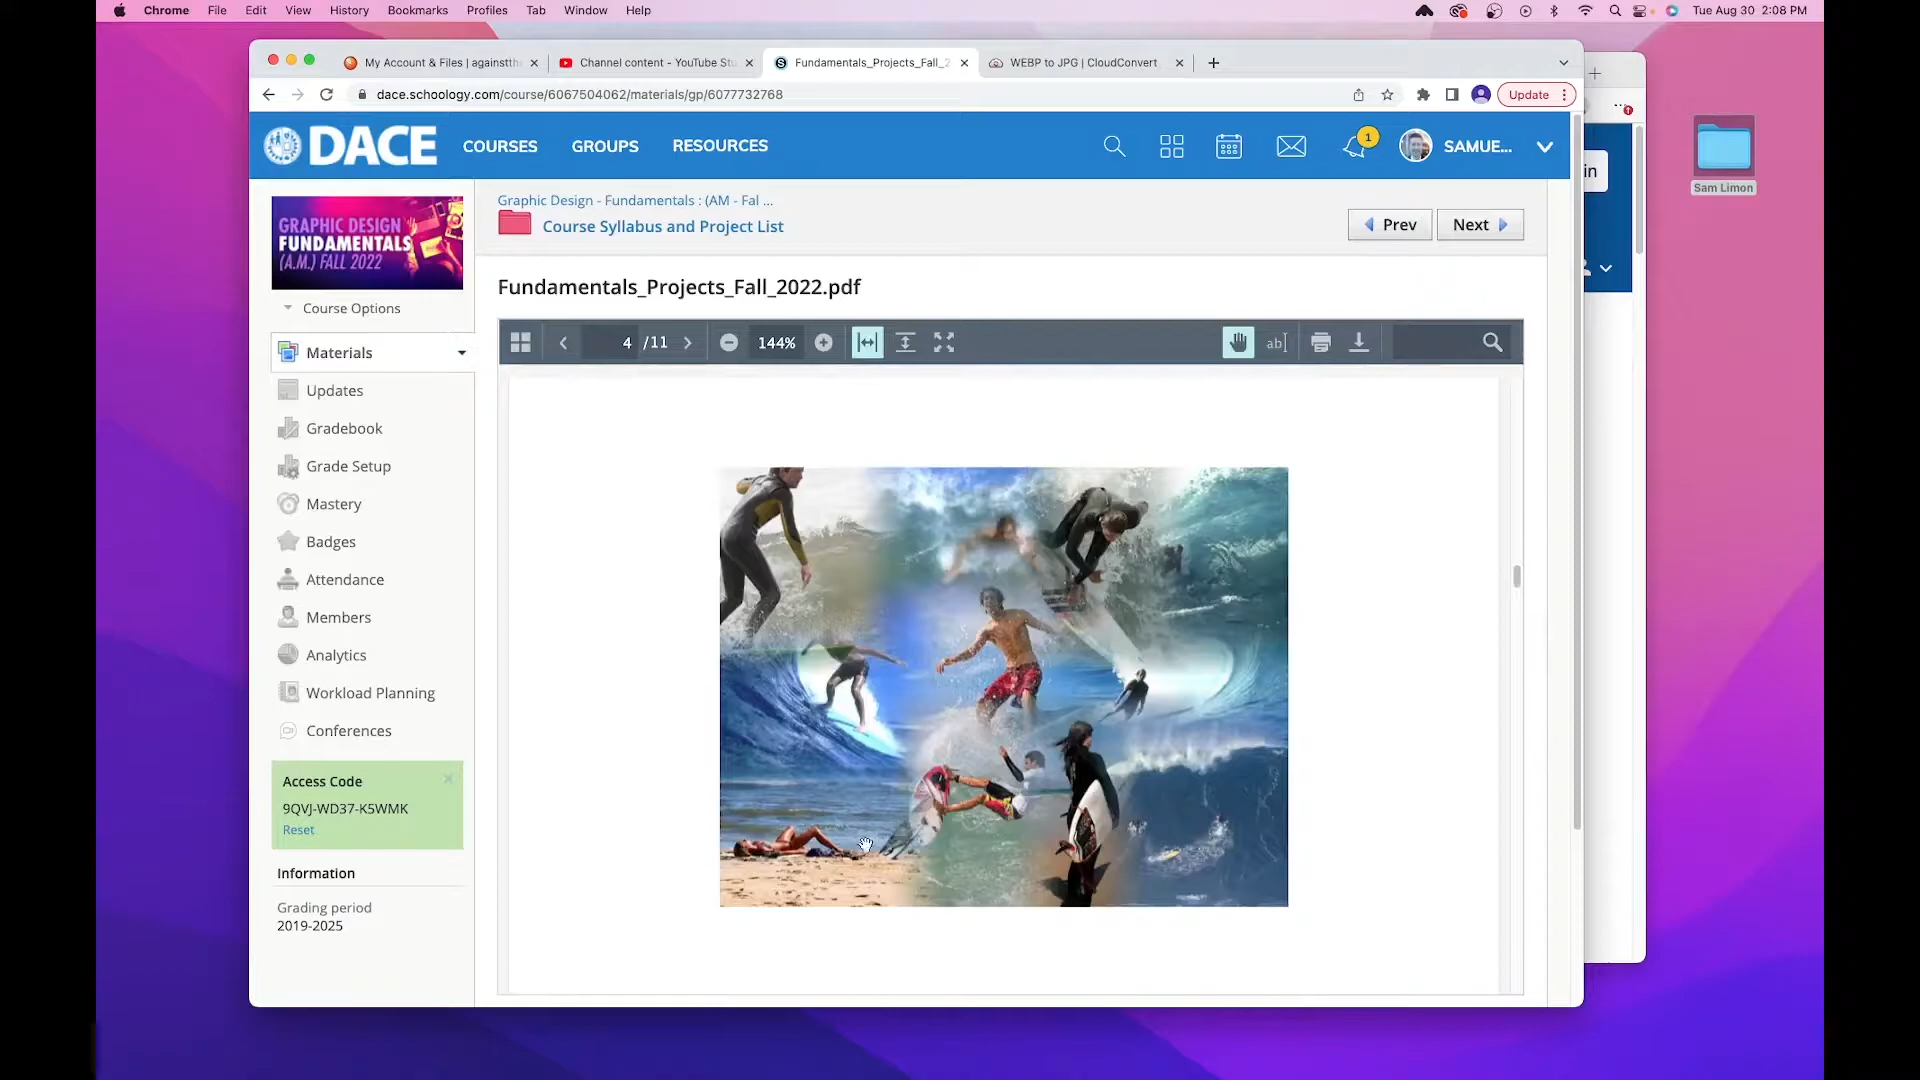 Chrome File Edit View History Bookmarks Profiles Tab Window Help Tue Aug 30 2:08 PM
My Account & Files | againstth Channel content - YouTube Stu Fundamentals_Projects_Fall_2 WEBP to JPG | CloudConvert
dace.schoology.com/course/6067504062/materials/gp/6077732768 Update
DACE COURSES GROUPS RESOURCES 1 SAMUE...
in
Sam Limon
GRAPHIC DESIGN
FUNDAMENTALS
(A.M.) FALL 2022
Graphic Design - Fundamentals : (AM - Fal ...
Course Syllabus and Project List
Prev Next
Fundamentals_Projects_Fall_2022.pdf
4 /11 144% ab
Course Options
Materials
Updates
Gradebook
Grade Setup
Mastery
Badges
Attendance
Members
Analytics
Workload Planning
Conferences
Access Code
9QVJ-WD37-K5WMK
Reset
Information
Grading period
2019-2025